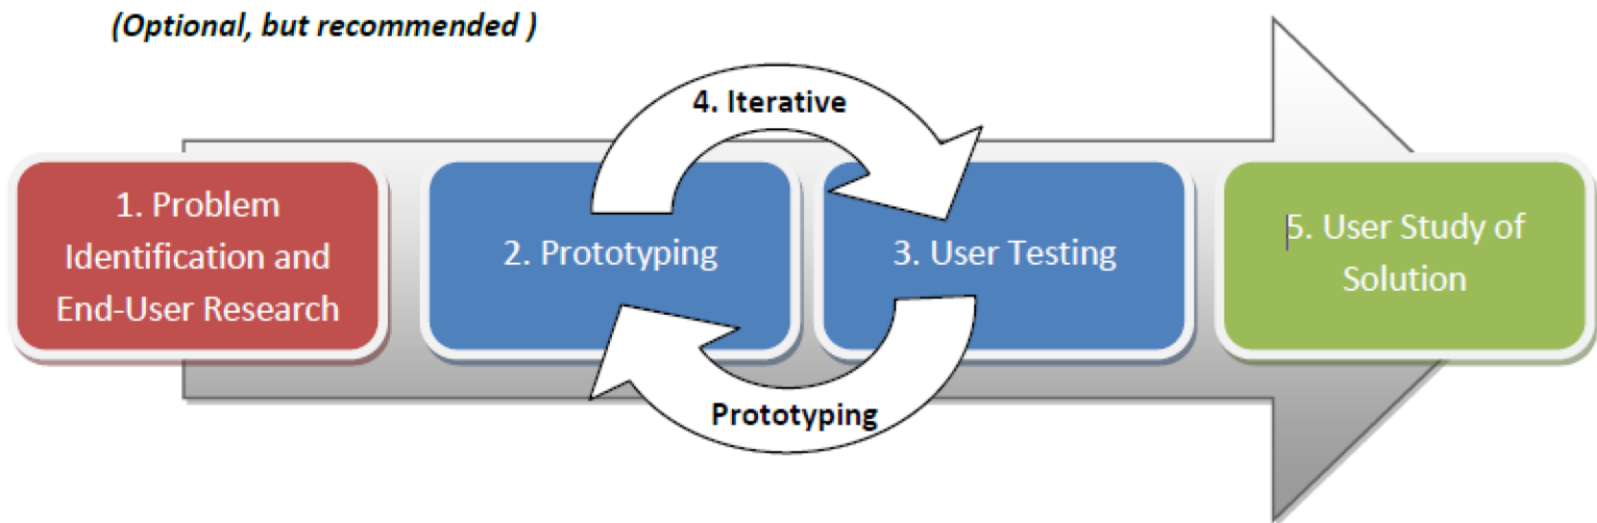 (Optional, but recommended )
4. Iterative
1. Problem
Identification and
End-User Research
2. Prototyping
3. User Testing
5. User Study of
Solution
Prototyping